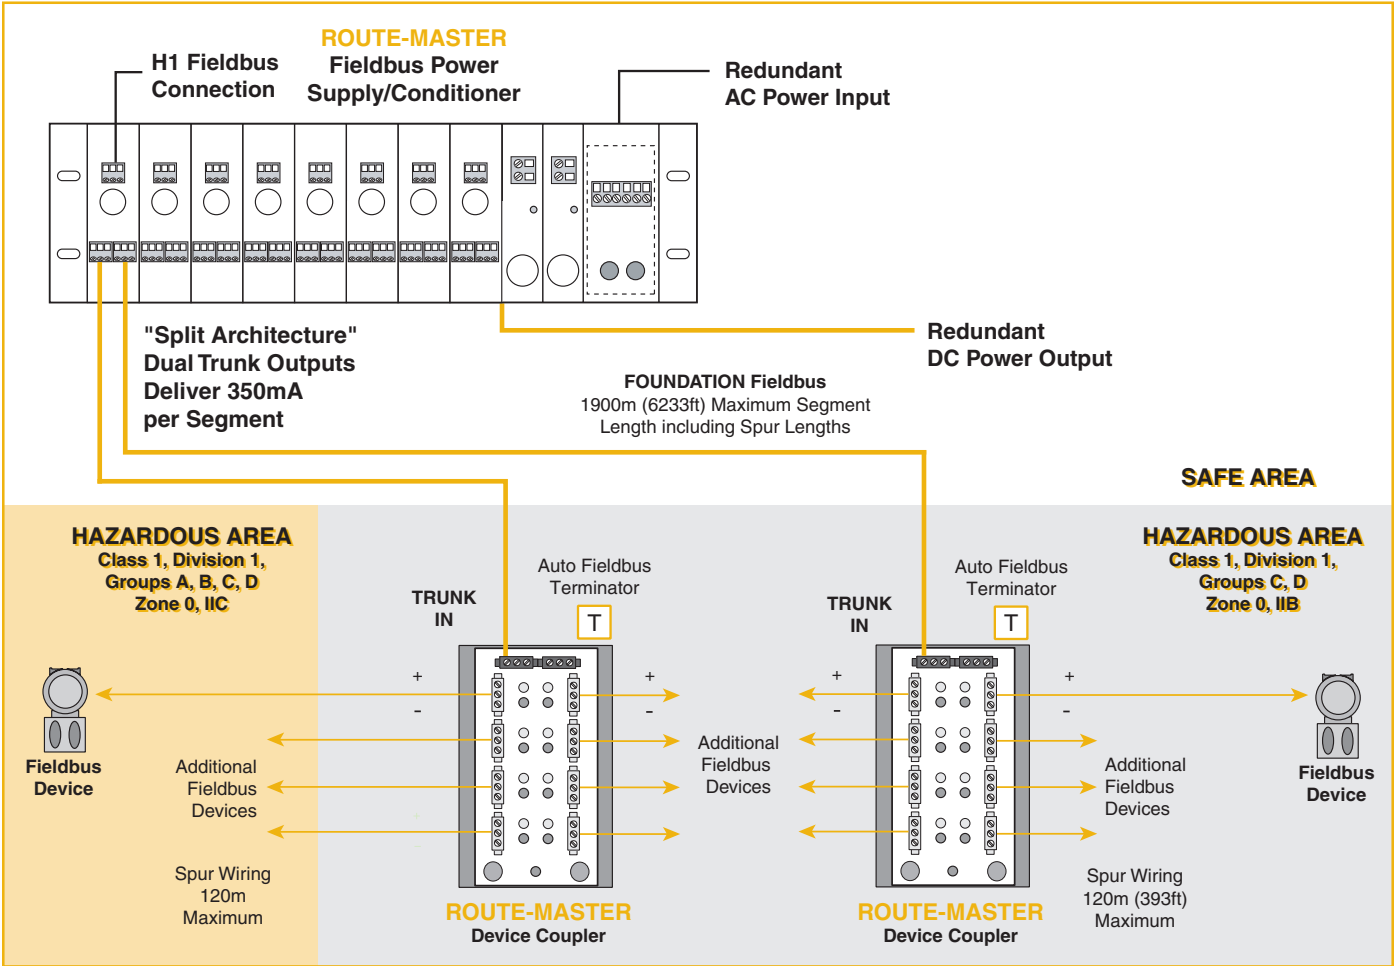 ROUTE-MASTER
Fieldbus Power
Supply/Conditioner
H1 Fieldbus
Connection
Redundant
AC Power Input
"Split Architecture"
Dual Trunk Outputs
Deliver 350mA
per Segment
Redundant
DC Power Output
FOUNDATION Fieldbus
1900m (6233ft) Maximum Segment
Length including Spur Lengths
SAFE AREA
HAZARDOUS AREA
Class 1, Division 1,
Groups A, B, C, D
Zone 0, IIC
HAZARDOUS AREA
Class 1, Division 1,
Groups C, D
Zone 0, IIB
TRUNK
IN
Auto Fieldbus
Terminator
T
TRUNK
IN
Auto Fieldbus
Terminator
T
+
-
+
-
+
-
+
-
Fieldbus
Device
Additional
Fieldbus
Devices
Additional
Fieldbus
Devices
Additional
Fieldbus
Devices
Fieldbus
Device
Spur Wiring
120m
Maximum
Spur Wiring
120m (393ft)
Maximum
ROUTE-MASTER
Device Coupler
ROUTE-MASTER
Device Coupler